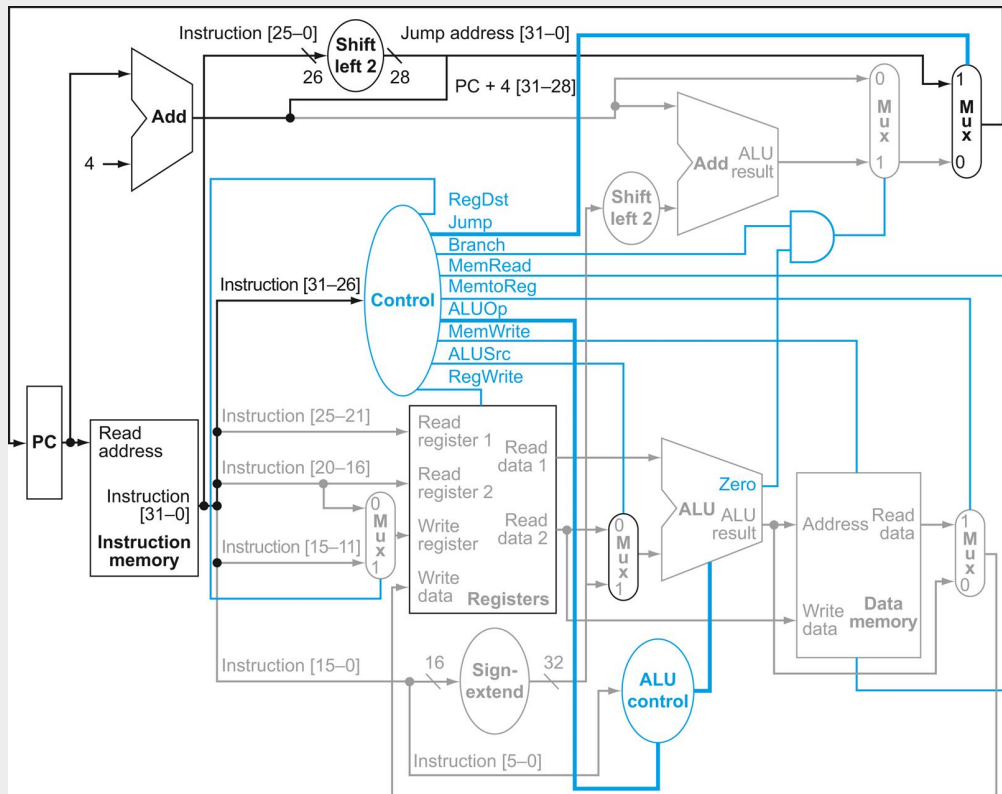 Instruction [25–0]
Shift
left 2
Jump address [31–0]
26
28
PC + 4 [31–28]
Add
4
0
M
u
x
1
1
M
u
x
0
Add
ALU
result
Shift
left 2
RegDst
Jump
Branch
MemRead
MemtoReg
ALUOp
MemWrite
ALUSrc
RegWrite
Instruction [31–26]
Control
PC
Read
address
Instruction
[31–0]
Instruction
memory
Instruction [25–21]
Instruction [20–16]
Instruction [15–11]
0
M
u
x
1
Read
register 1
Read
register 2
Write
register
Write
data
Read
data 1
Read
data 2
Registers
0
M
u
x
1
Zero
ALU
ALU
result
Address
Read
data
Write
data
Data
memory
1
M
u
x
0
Instruction [15–0]
16
Sign-
extend
32
ALU
control
Instruction [5–0]